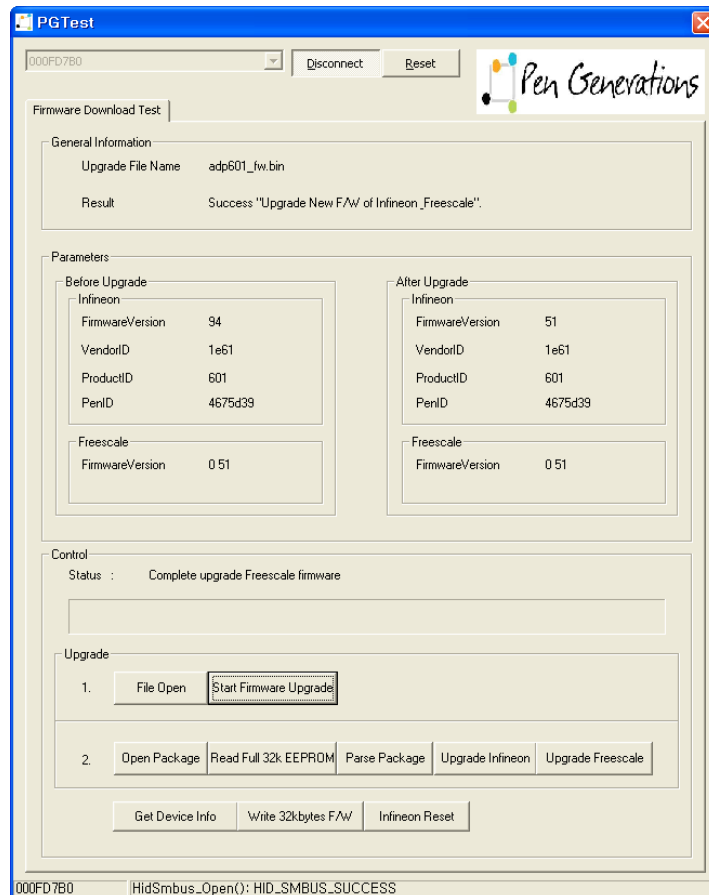 PGTest
000FD7B0
Disconnect
Reset
Pen Generations
Firmware Download Test
General Information
Upgrade File Name adp601_fw.bin
Result Success "Upgrade New F/W of Infineon_Freescale".
Parameters
Before Upgrade
Infineon
FirmwareVersion 94
VendorID 1e61
ProductID 601
PenID 4675d39
Freescale
FirmwareVersion 0 51
After Upgrade
Infineon
FirmwareVersion 51
VendorID 1e61
ProductID 601
PenID 4675d39
Freescale
FirmwareVersion 0 51
Control
Status : Complete upgrade Freescale firmware
Upgrade
1. File Open Start Firmware Upgrade
2. Open Package Read Full 32k EEPROM Parse Package Upgrade Infineon Upgrade Freescale
Get Device Info Write 32kbytes F/W Infineon Reset
000FD7B0 HidSmbus_Open(): HID_SMBUS_SUCCESS